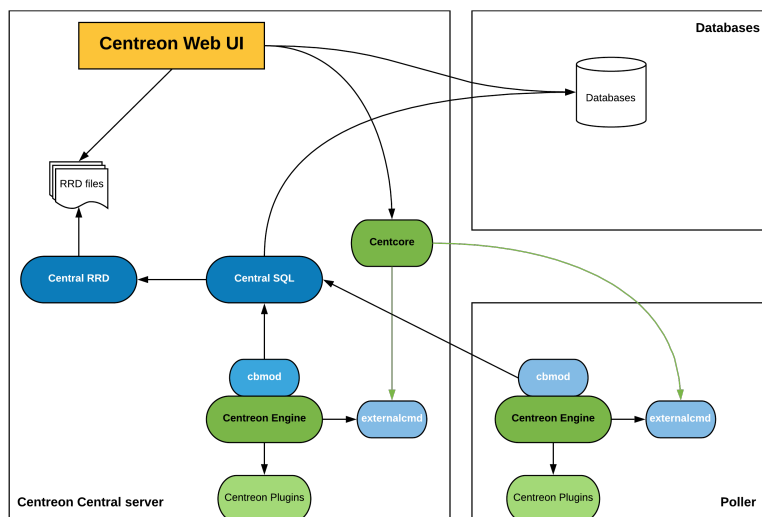 Centreon Web UI
Databases
Databases
RRD files
Centcore
Central RRD
Central SQL
cbmod
cbmod
Centreon Engine
externalcmd
Centreon Engine
externalcmd
Centreon Plugins
Centreon Plugins
Centreon Central server
Poller